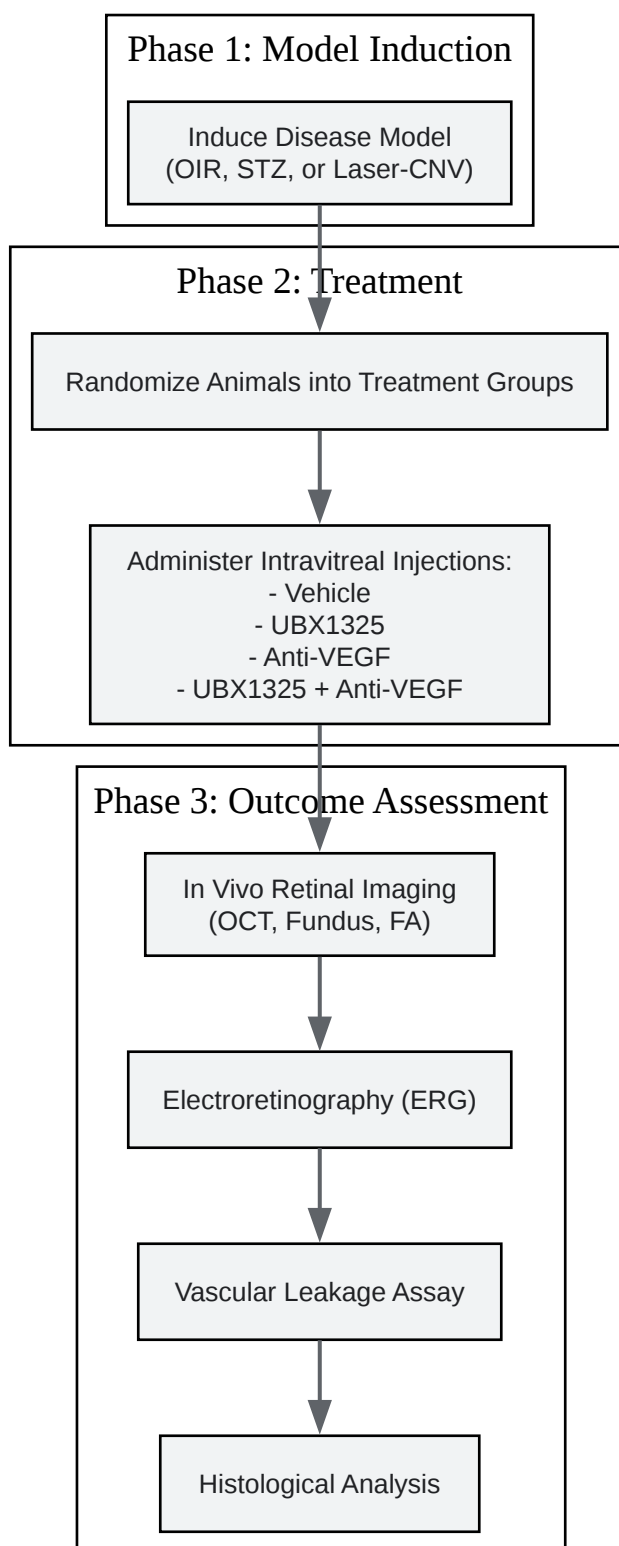 Phase 1: Model Induction
Induce Disease Model
(OIR, STZ, or Laser-CNV)
Phase 2: Treatment
Randomize Animals into Treatment Groups
Administer Intravitreal Injections:
- Vehicle
- UBX1325
- Anti-VEGF
- UBX1325 + Anti-VEGF
Phase 3: Outcome Assessment
In Vivo Retinal Imaging
(OCT, Fundus, FA)
Electroretinography (ERG)
Vascular Leakage Assay
Histological Analysis